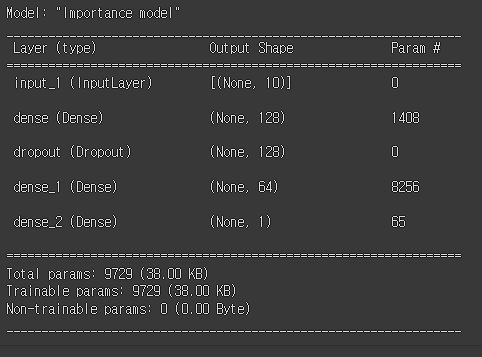 Model: "Importance model"
_________________________________________________________________
Layer (type) Output Shape Param #
=================================================================
input_1 (InputLayer) [(None, 10)] 0
dense (Dense) (None, 128) 1408
dropout (Dropout) (None, 128) 0
dense_1 (Dense) (None, 64) 8256
dense_2 (Dense) (None, 1) 65
=================================================================
Total params: 9729 (38.00 KB)
Trainable params: 9729 (38.00 KB)
Non-trainable params: 0 (0.00 Byte)
_________________________________________________________________